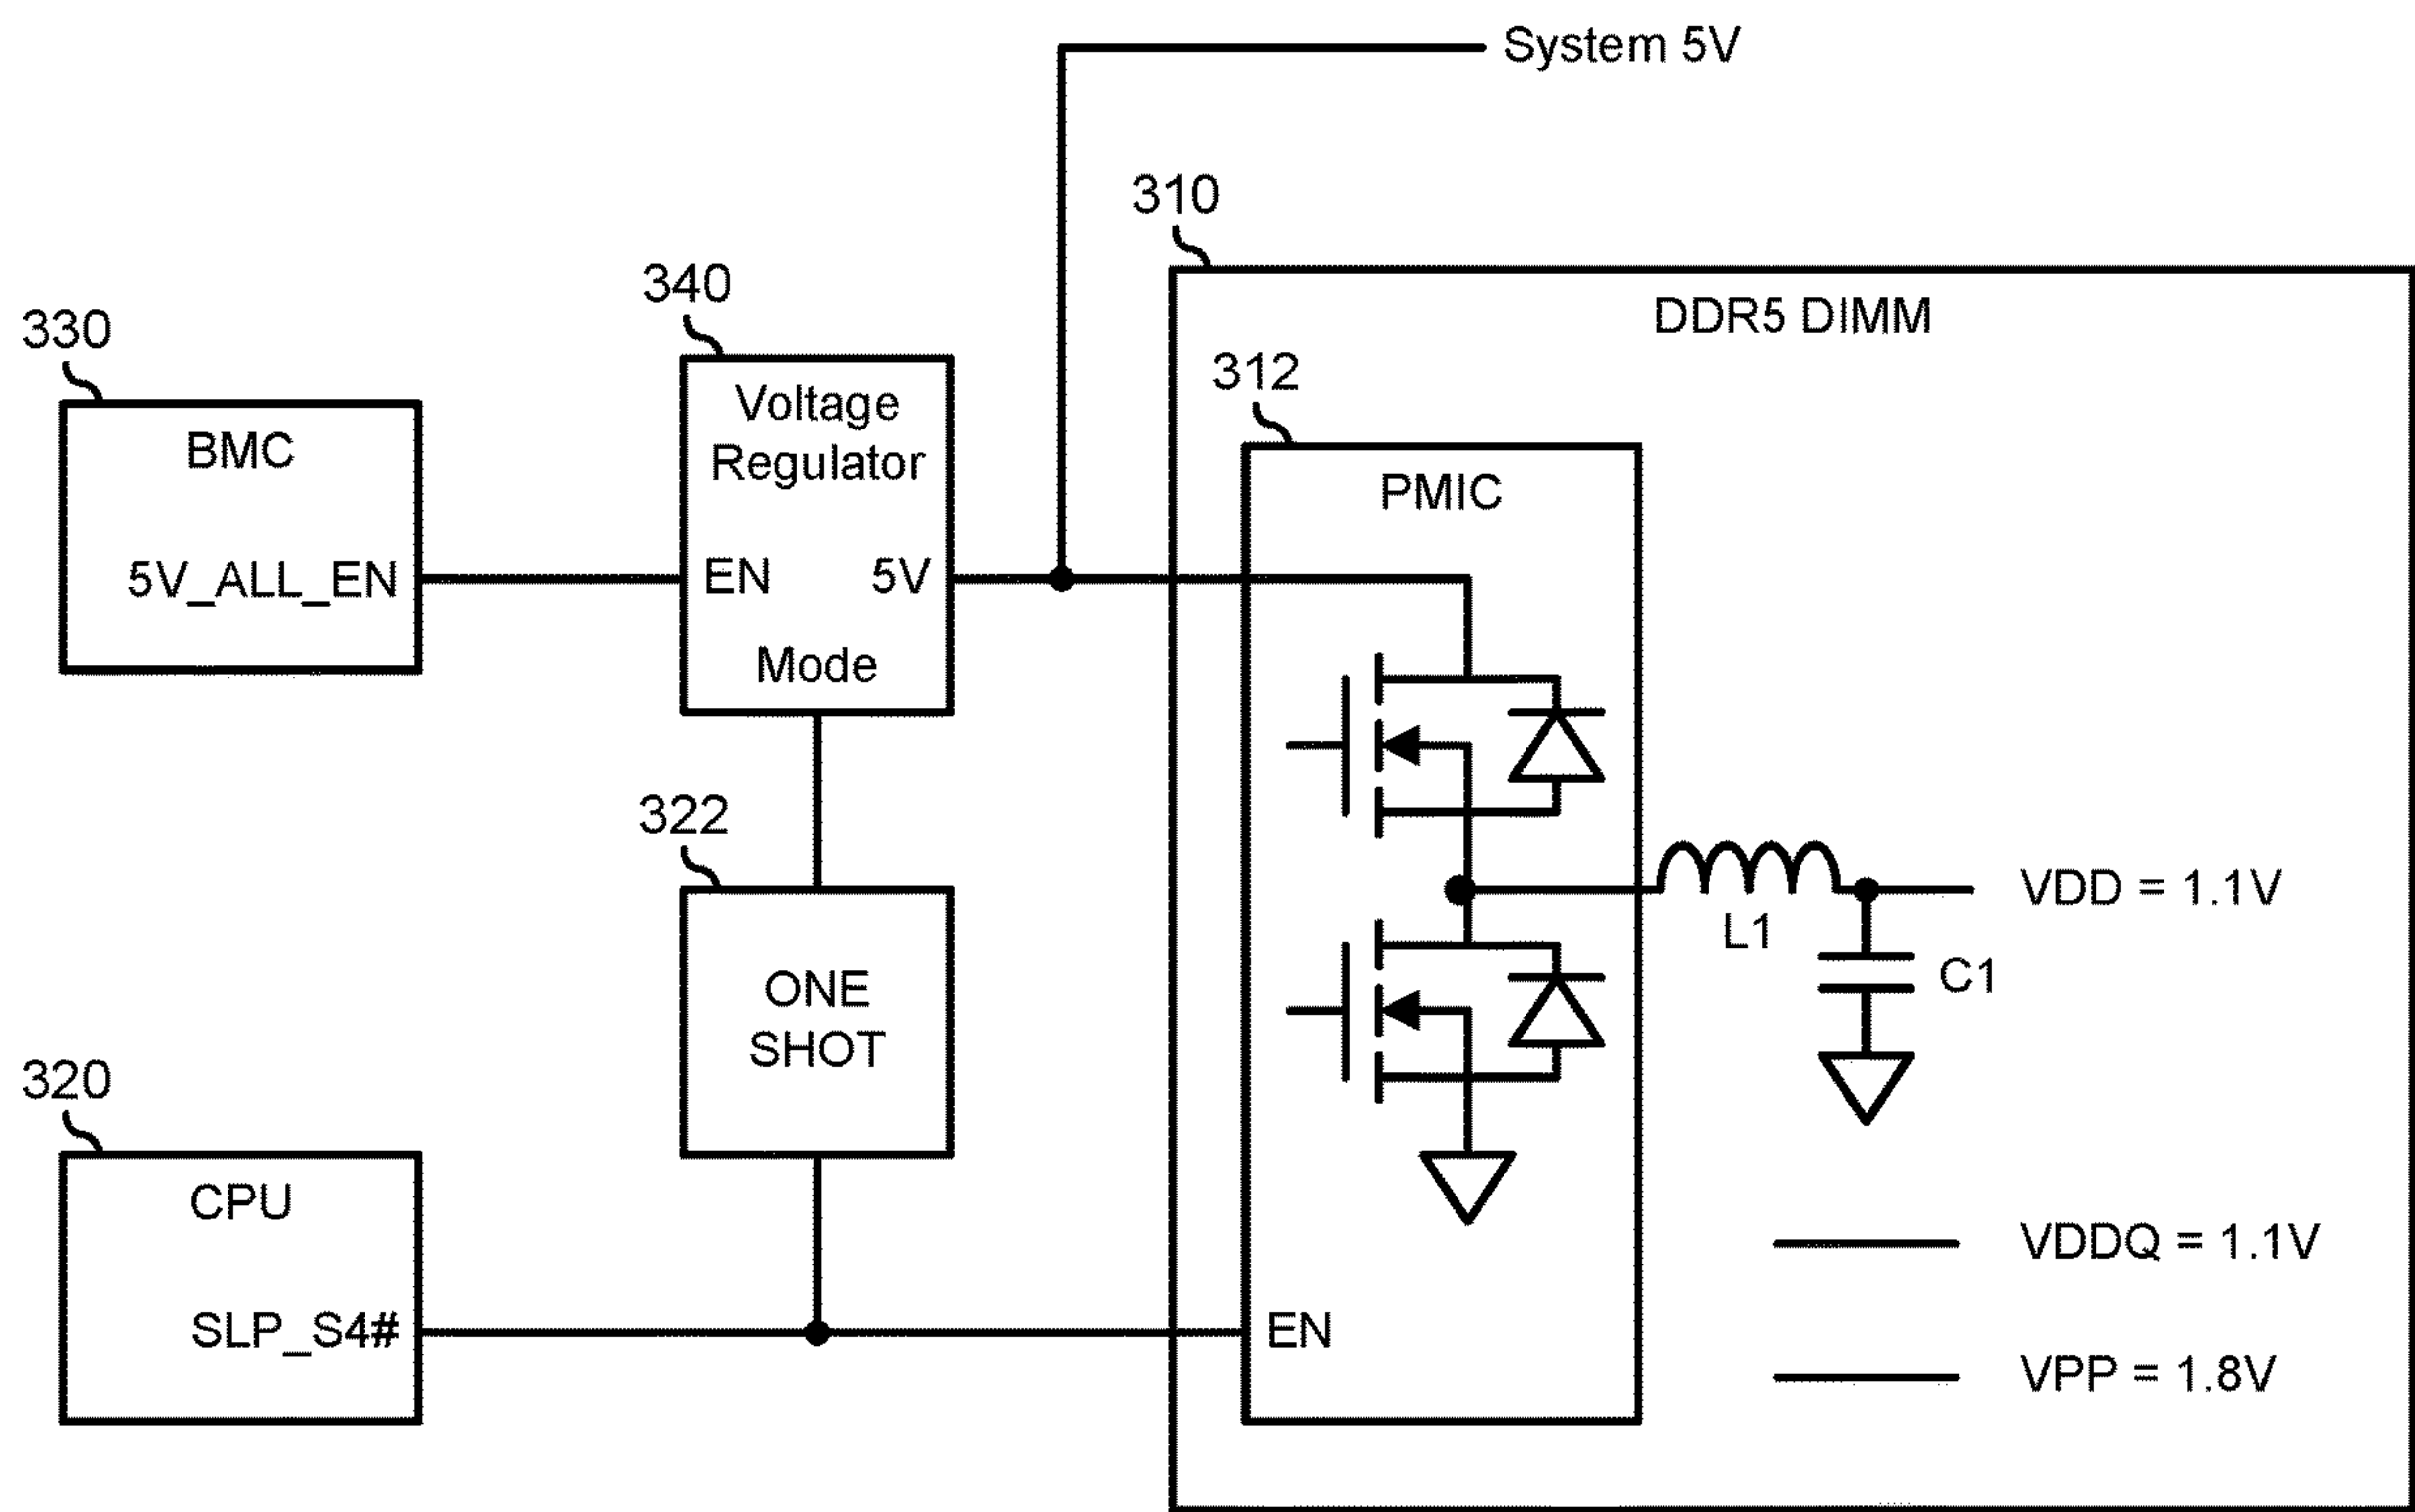 System 5V
310
DDR5 DIMM
340
330
312
Voltage
Regulator
BMC
PMIC
5V_ALL_EN
EN
5V
Mode
322
VDD = 1.1V
L1
C1
ONE
SHOT
320
CPU
VDDQ = 1.1V
SLP_S4#
EN
VPP = 1.8V